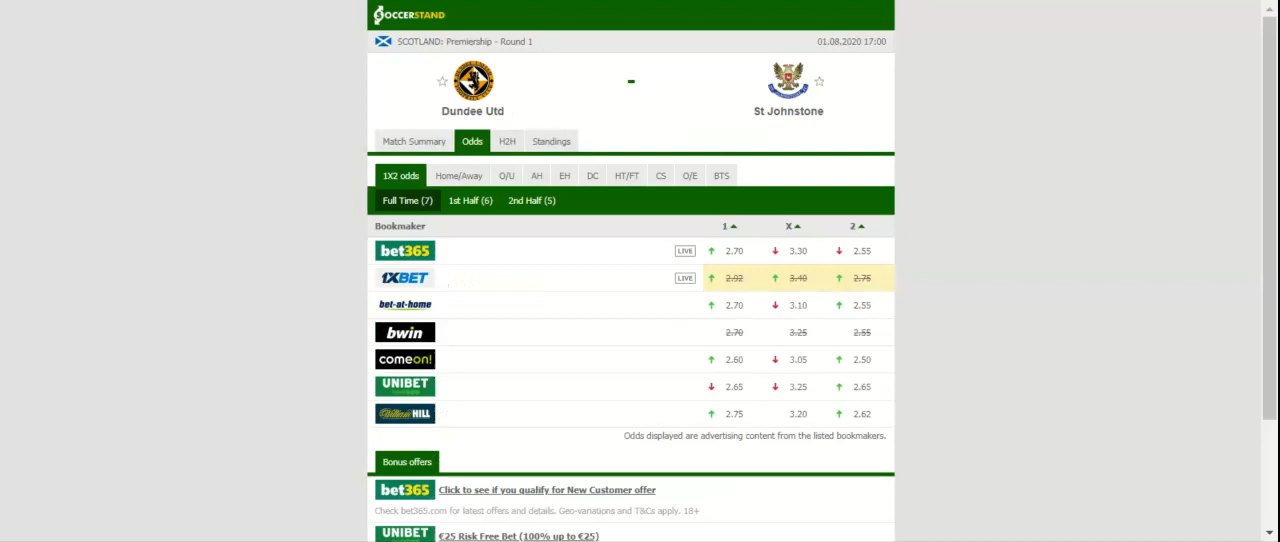 SOCCERSTAND
SCOTLAND: Premiership - Round 1 01.08.2020 17:00
-
Dundee Utd St Johnstone
Match Summary Odds H2H Standings
1X2 odds Home/Away O/U AH EH DC HT/FT CS O/E BTS
Full Time (7) 1st Half (6) 2nd Half (5)
Bookmaker 1 X 2
bet365 LIVE 2.70 3.30 2.55
1XBET LIVE 2.92 3.40 2.75
bet-at-home 2.70 3.10 2.55
bwin 2.70 3.25 2.55
comeon! 2.60 3.05 2.50
UNIBET 2.65 3.25 2.65
William HILL 2.75 3.20 2.62
Odds displayed are advertising content from the listed bookmakers.
Bonus offers
bet365 Click to see if you qualify for New Customer offer
Check bet365.com for latest offers and details. Geo-variations and T&Cs apply. 18+
UNIBET €25 Risk Free Bet (100% up to €25)